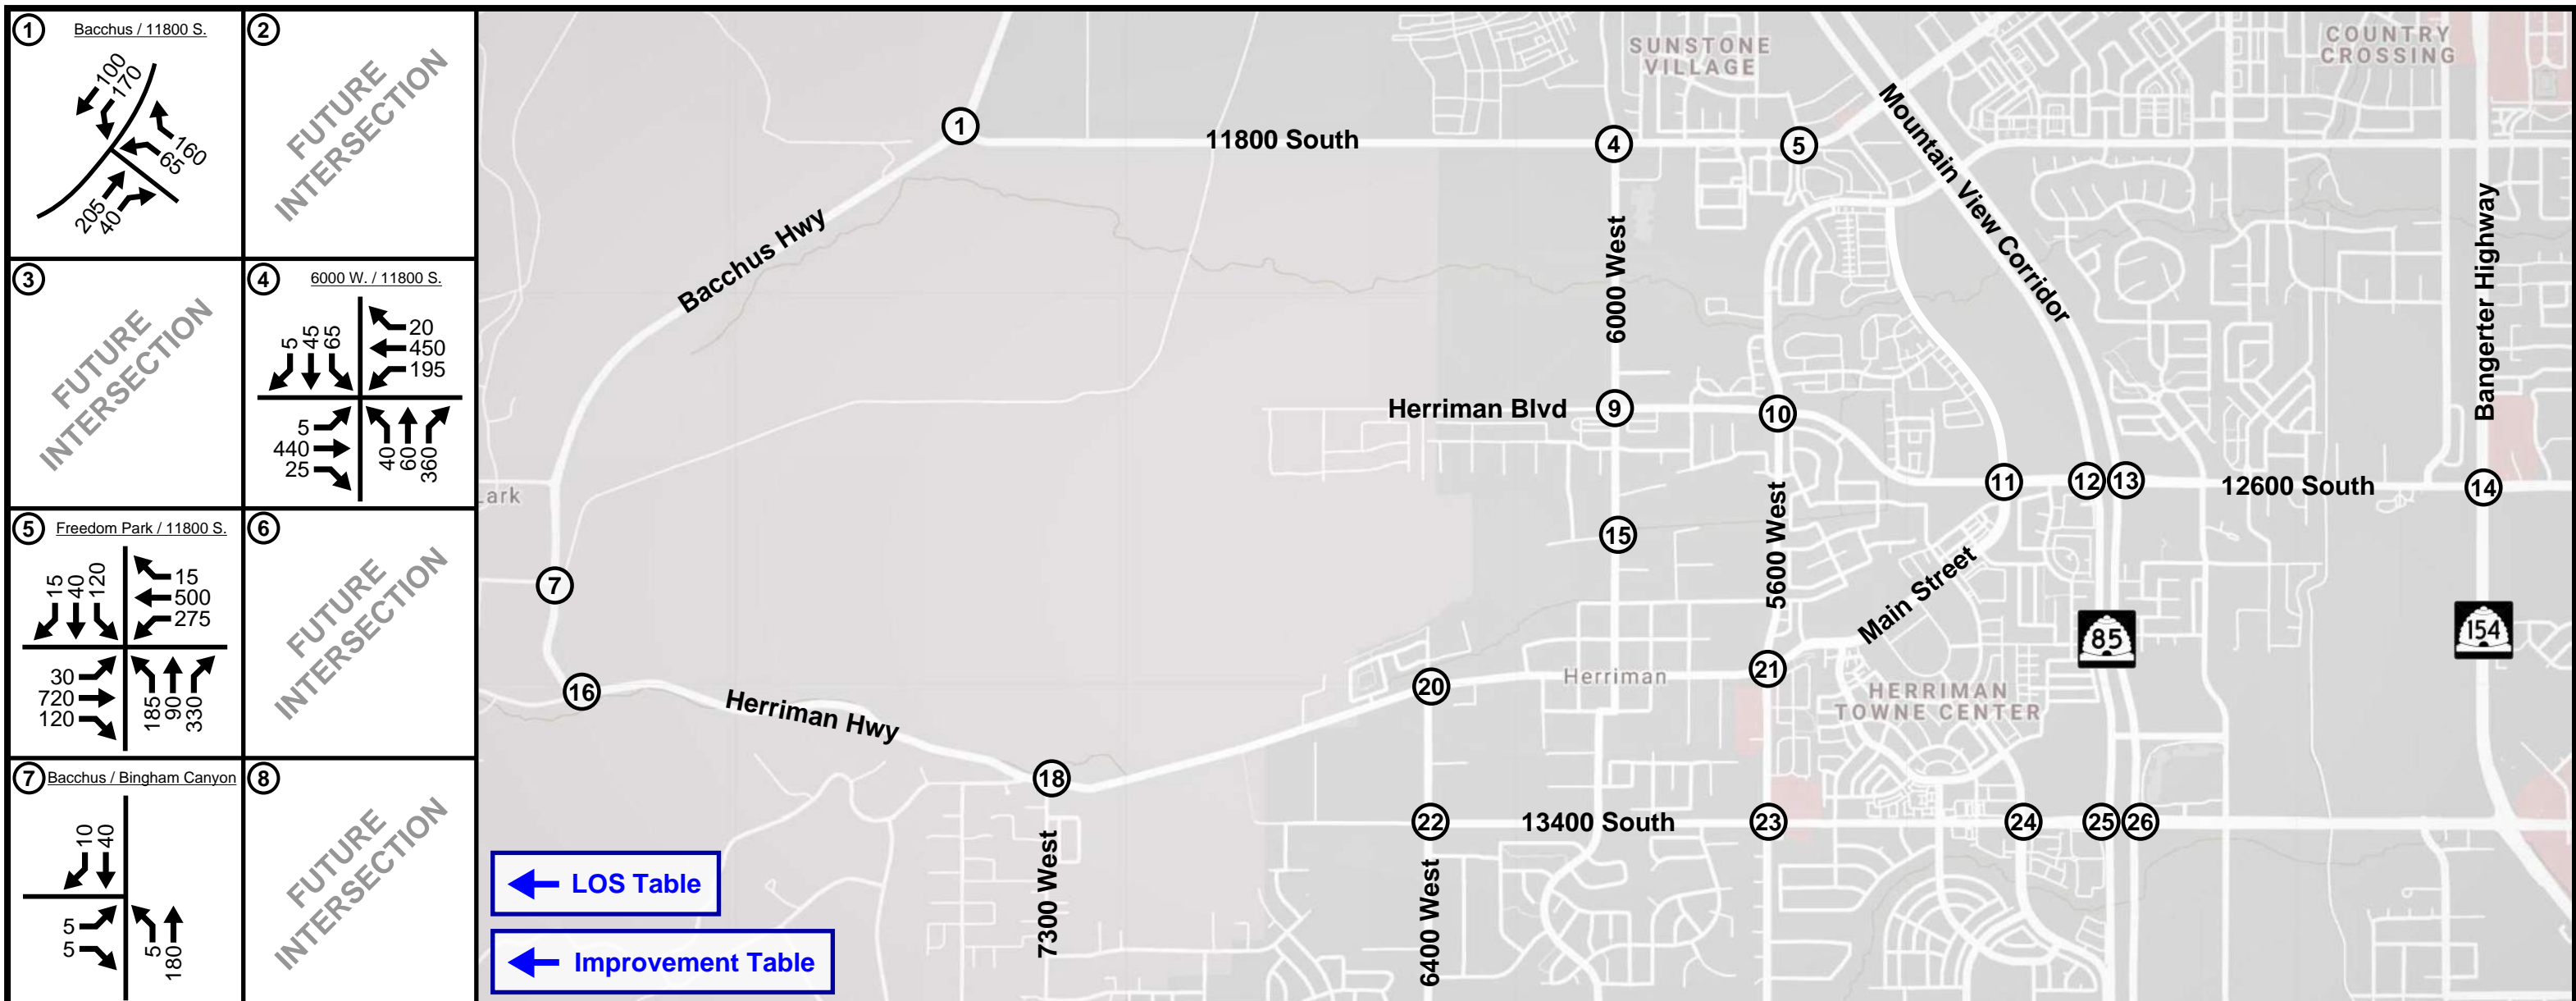 1
Bacchus / 11800 S.
100
170
160
65
205
40
2
FUTURE
INTERSECTION
3
FUTURE
INTERSECTION
4
6000 W. / 11800 S.
5
45
65
20
450
195
5
440
25
40
60
360
5
Freedom Park / 11800 S.
15
40
120
15
500
275
30
720
120
185
90
330
6
FUTURE
INTERSECTION
7
Bacchus / Bingham Canyon
10
40
5
5
5
180
8
FUTURE
INTERSECTION
SUNSTONE
VILLAGE
COUNTRY
CROSSING
1
11800 South
4
5
Mountain View Corridor
Bacchus Hwy
6000 West
Bangerter Highway
Herriman Blvd
9
10
11
12
13
12600 South
14
Lark
15
5600 West
7
Main Street
85
154
16
Herriman Hwy
20
Herriman
21
HERRIMAN
TOWNE CENTER
18
22
13400 South
23
24
25
26
7300 West
6400 West
LOS Table
Improvement Table